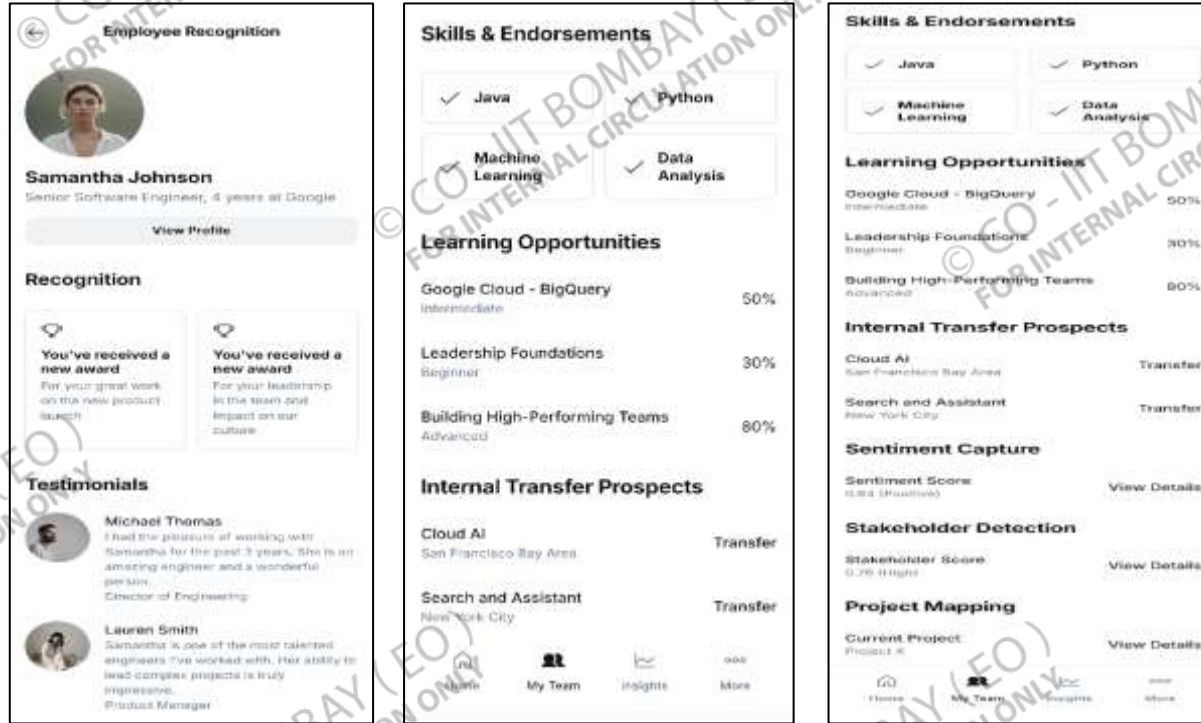 Employee Recognition
Samantha Johnson
Senior Software Engineer, 4 years at Google
View Profile
Recognition
You've received a new award
For your great work on the new product launch
You've received a new award
For your leadership in the team and impact on our culture
Testimonials
Michael Thomas
I had the pleasure of working with
Samantha for the past 3 years. She is an
amazing engineer and a wonderful
person.
Director of Engineering
Lauren Smith
Samantha is one of the most talented
engineers I've worked with. Her ability to
lead complex projects is truly
impressive.
Product Manager
Skills & Endorsements
Java
Python
Machine
Learning
Data
Analysis
Learning Opportunities
Google Cloud - BigQuery
50%
Intermediate
Leadership Foundations
30%
Beginner
Building High-Performing Teams
80%
Advanced
Internal Transfer Prospects
Cloud AI
Transfer
San Francisco Bay Area
Search and Assistant
Transfer
New York City
Home
My Team
Insights
More
Skills & Endorsements
Java
Python
Machine
Learning
Data
Analysis
Learning Opportunities
Google Cloud - BigQuery
50%
Intermediate
Leadership Foundations
30%
Beginner
Building High-Performing Teams
80%
Advanced
Internal Transfer Prospects
Cloud AI
Transfer
San Francisco Bay Area
Search and Assistant
Transfer
New York City
Sentiment Capture
Sentiment Score
View Details
(Positive)
Stakeholder Detection
Stakeholder Score
View Details
0.76 (High)
Project Mapping
Current Project
View Details
Project X
Home
My Team
Insights
More
© CO - IIT BOMBAY (EO)
FOR INTERNAL CIRCULATION ONLY